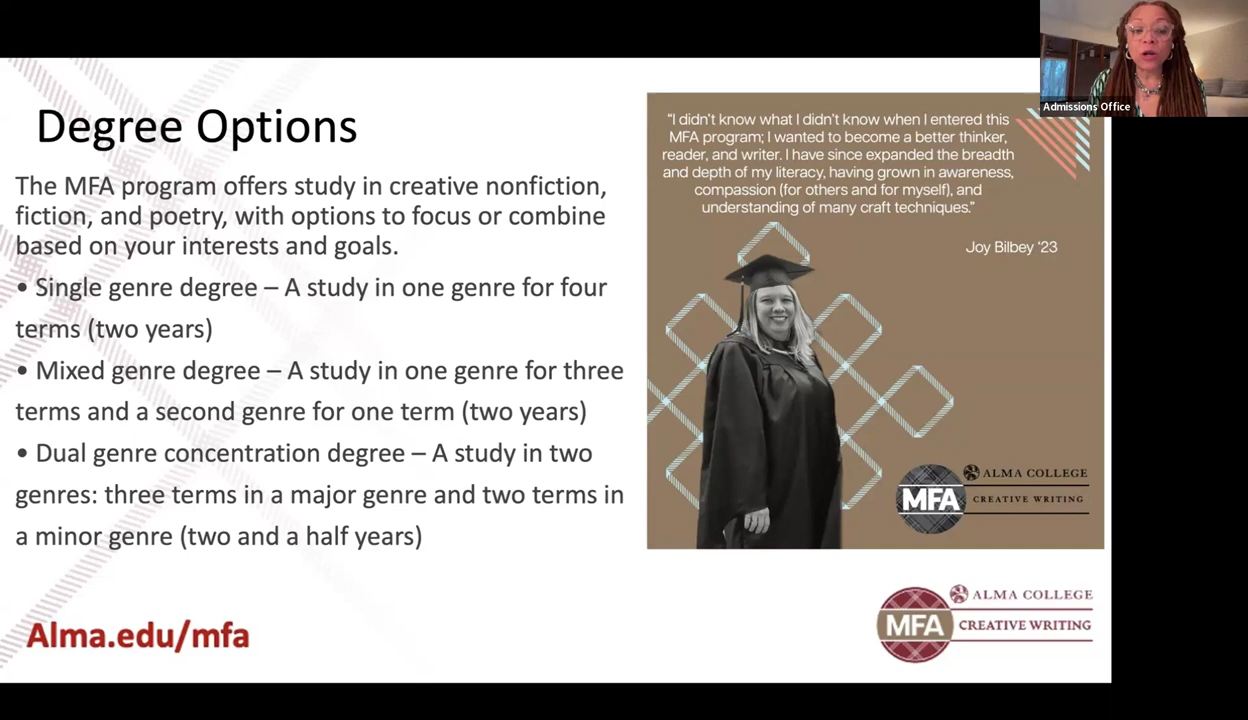 Degree Options
The MFA program offers study in creative nonfiction,
fiction, and poetry, with options to focus or combine
based on your interests and goals.
• Single genre degree – A study in one genre for four
terms (two years)
• Mixed genre degree – A study in one genre for three
terms and a second genre for one term (two years)
• Dual genre concentration degree – A study in two
genres: three terms in a major genre and two terms in
a minor genre (two and a half years)
Alma.edu/mfa
“I didn’t know what I didn’t know when I entered this
MFA program; I wanted to become a better thinker,
reader, and writer. I have since expanded the breadth
and depth of my literacy, having grown in awareness,
compassion (for others and for myself), and
understanding of many craft techniques.”
Joy Bilbey ‘23
MFA
ALMA COLLEGE
CREATIVE WRITING
MFA
ALMA COLLEGE
CREATIVE WRITING
Admissions Office